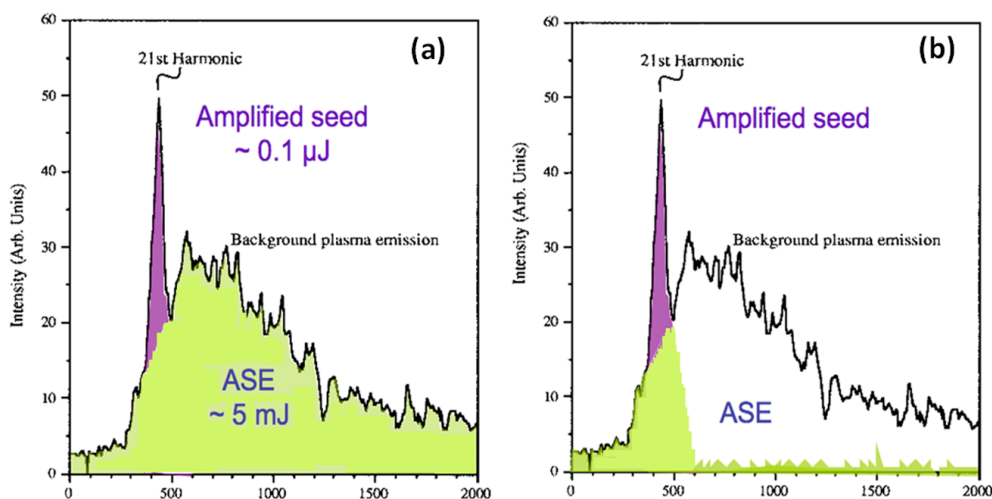 60
50
40
30
20
10
0
0
500
1000
1500
2000
Intensity (Arb. Units)
(a)
21st Harmonic
Amplified seed
~ 0.1 µJ
Background plasma emission
ASE
~ 5 mJ
60
50
40
30
20
10
0
0
500
1000
1500
2000
Intensity (Arb. Units)
(b)
21st Harmonic
Amplified seed
Background plasma emission
ASE